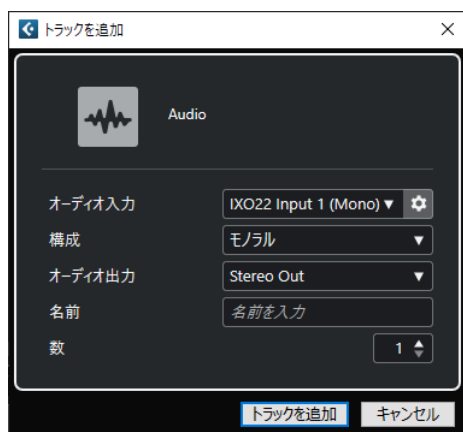 トラックを追加
Audio
オーディオ入力 IXO22 Input 1 (Mono)
構成 モノラル
オーディオ出力 Stereo Out
名前 名前を入力
数 1
トラックを追加 キャンセル